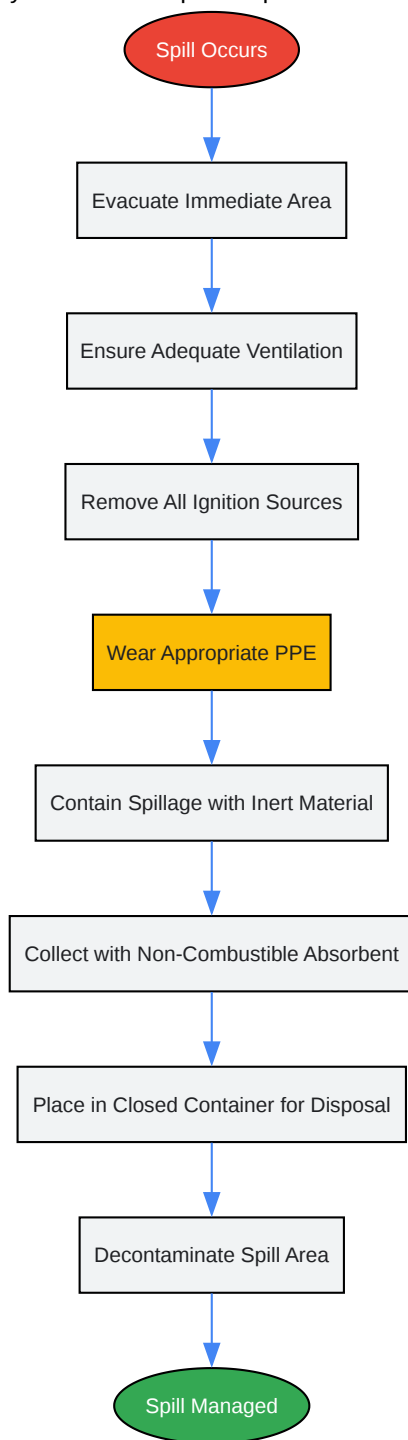 Spill Occurs
Evacuate Immediate Area
Ensure Adequate Ventilation
Remove All Ignition Sources
Wear Appropriate PPE
Contain Spillage with Inert Material
Collect with Non-Combustible Absorbent
Place in Closed Container for Disposal
Decontaminate Spill Area
Spill Managed